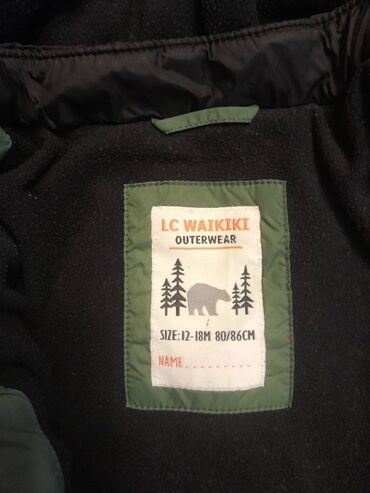 LC WAIKIKI
OUTERWEAR
SIZE:12-18M 80/86CM
NAME..............